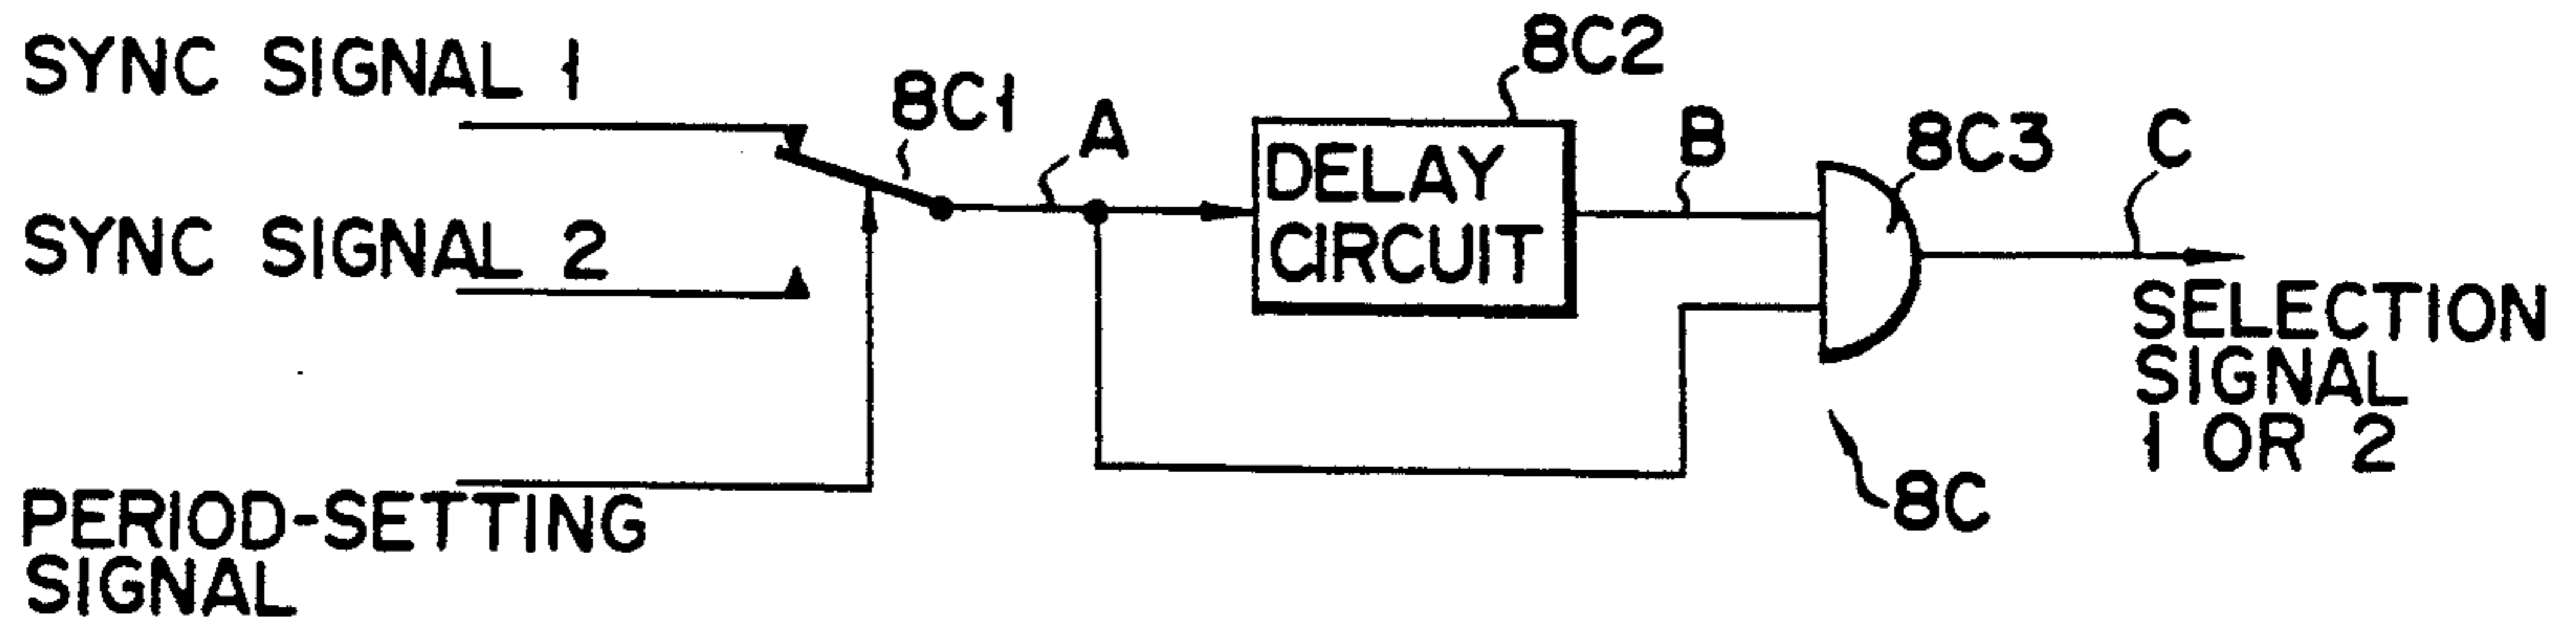 SYNC SIGNAL 1
8C1
A
8C2
DELAY
CIRCUIT
B
8C3
C
SYNC SIGNAL 2
SELECTION
SIGNAL
1 OR 2
8C
PERIOD-SETTING
SIGNAL